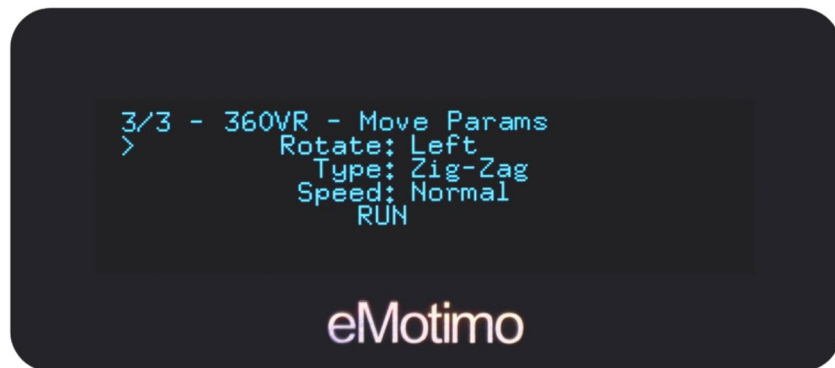 3/3 - 360VR - Move Params
> Rotate: Left
Type: Zig-Zag
Speed: Normal
RUN
eMotimo